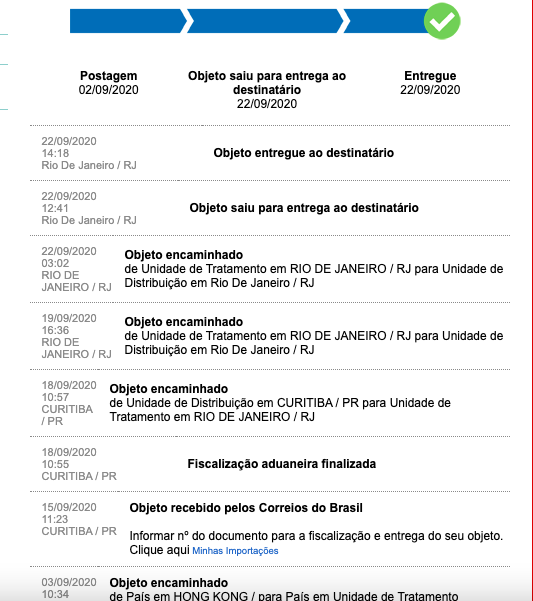 Postagem
02/09/2020
Objeto saiu para entrega ao
destinatário
22/09/2020
Entregue
22/09/2020
22/09/2020
14:18
Rio De Janeiro / RJ
Objeto entregue ao destinatário
22/09/2020
12:41
Rio De Janeiro / RJ
Objeto saiu para entrega ao destinatário
22/09/2020
03:02
RIO DE
JANEIRO / RJ
Objeto encaminhado
de Unidade de Tratamento em RIO DE JANEIRO / RJ para Unidade de
Distribuição em Rio De Janeiro / RJ
19/09/2020
16:36
RIO DE
JANEIRO / RJ
Objeto encaminhado
de Unidade de Tratamento em RIO DE JANEIRO / RJ para Unidade de
Distribuição em Rio De Janeiro / RJ
18/09/2020
10:57
CURITIBA
/ PR
Objeto encaminhado
de Unidade de Distribuição em CURITIBA / PR para Unidade de
Tratamento em RIO DE JANEIRO / RJ
18/09/2020
10:55
CURITIBA / PR
Fiscalização aduaneira finalizada
15/09/2020
11:23
CURITIBA / PR
Objeto recebido pelos Correios do Brasil
Informar nº do documento para a fiscalização e entrega do seu objeto.
Clique aqui Minhas Importações
03/09/2020
10:34
Objeto encaminhado
de País em HONG KONG / para País em Unidade de Tratamento